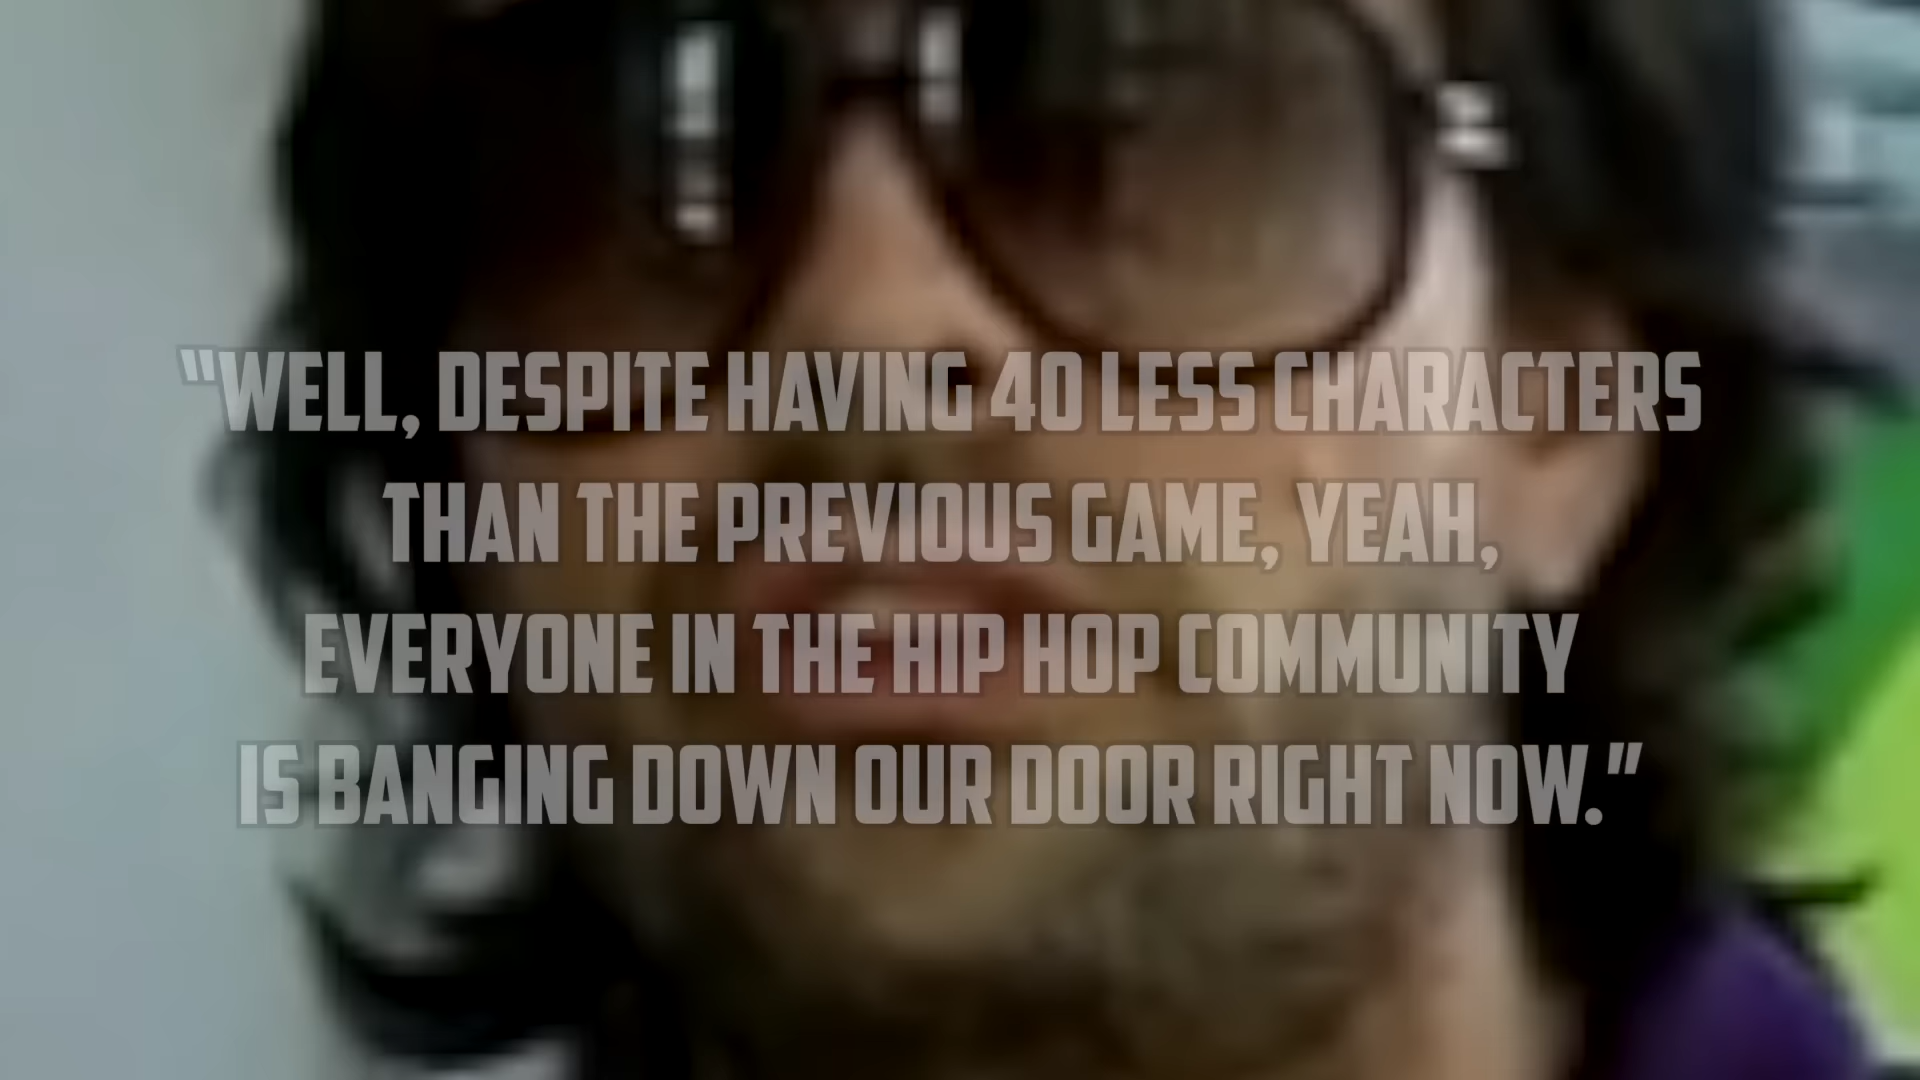 "WELL, DESPITE HAVING 40 LESS CHARACTERS
THAN THE PREVIOUS GAME, YEAH,
EVERYONE IN THE HIP HOP COMMUNITY
IS BANGING DOWN OUR DOOR RIGHT NOW."